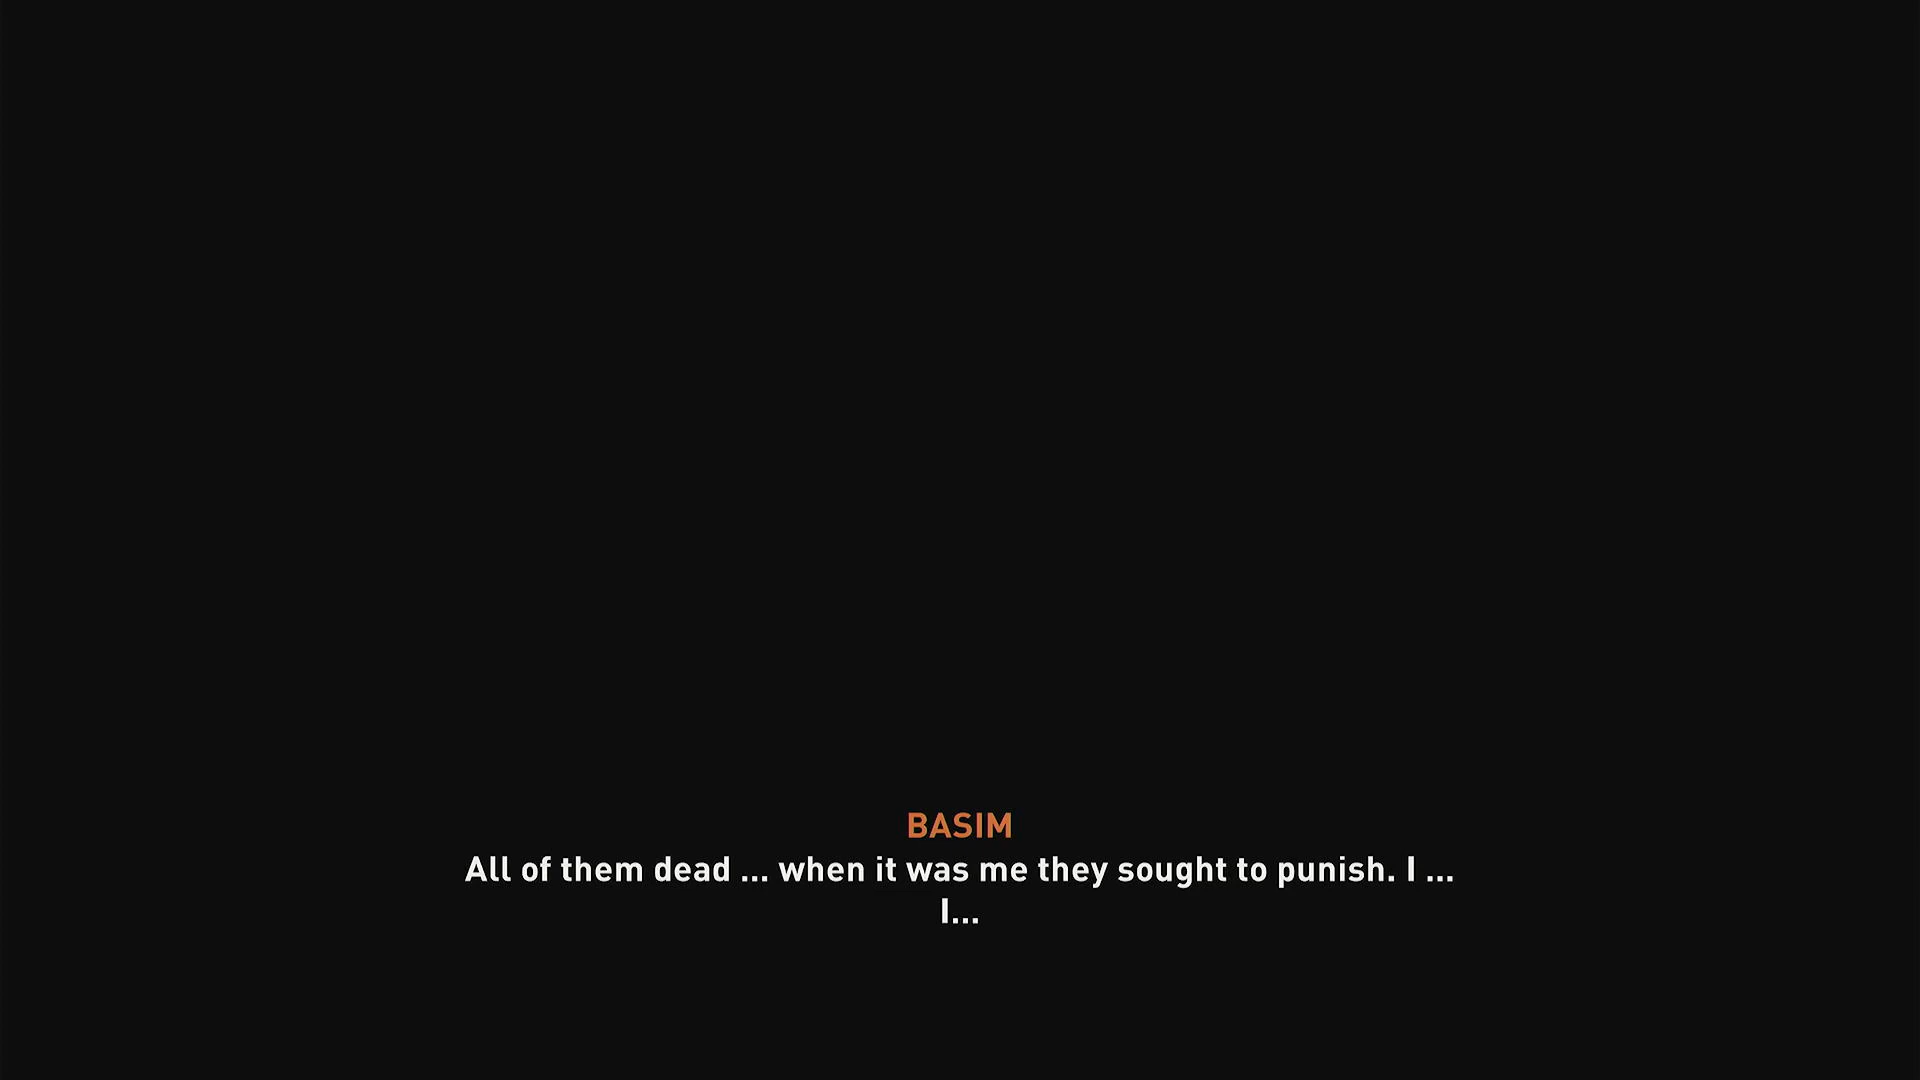 BASIM
All of them dead ... when it was me they sought to punish. I ...
I...